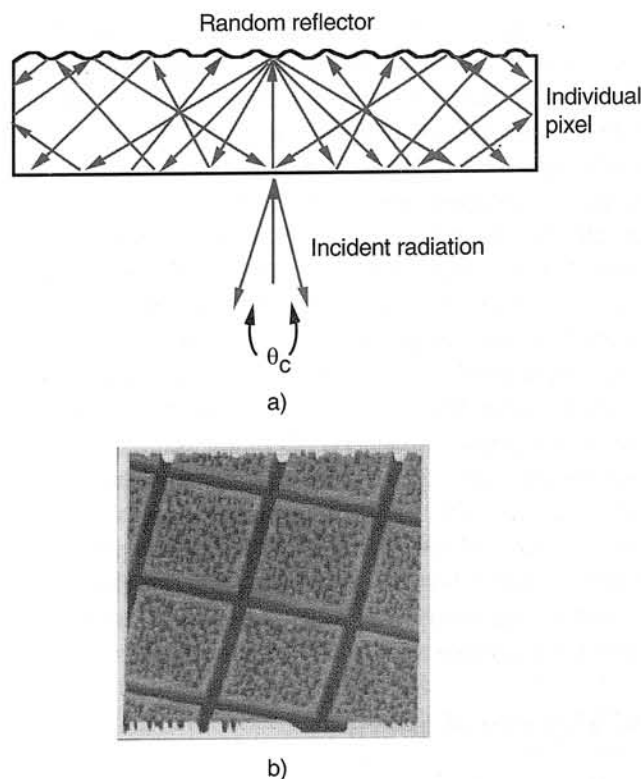 Random reflector
Individual
pixel
Incident radiation
θc
a)
b)